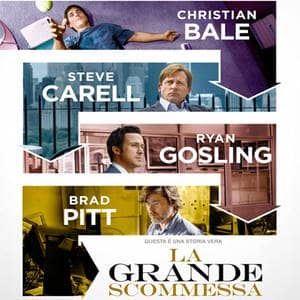 CHRISTIAN
BALE
STEVE
CARELL
RYAN
GOSLING
BRAD
PITT
QUESTA È UNA STORIA VERA
LA
GRANDE
SCOMMESSA